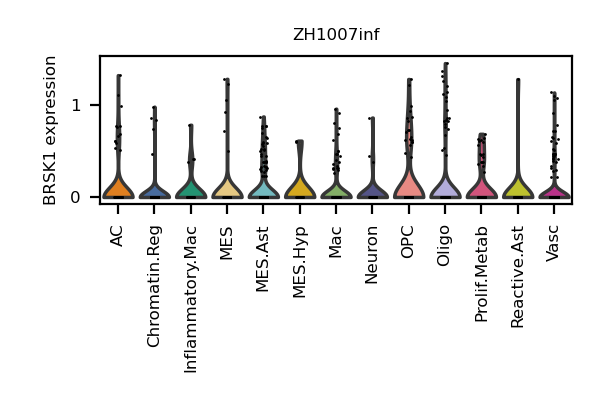 ZH1007inf
BRSK1 expression
1
0
AC
Chromatin.Reg
Inflammatory.Mac
MES
MES.Ast
MES.Hyp
Mac
Neuron
OPC
Oligo
Prolif.Metab
Reactive.Ast
Vasc